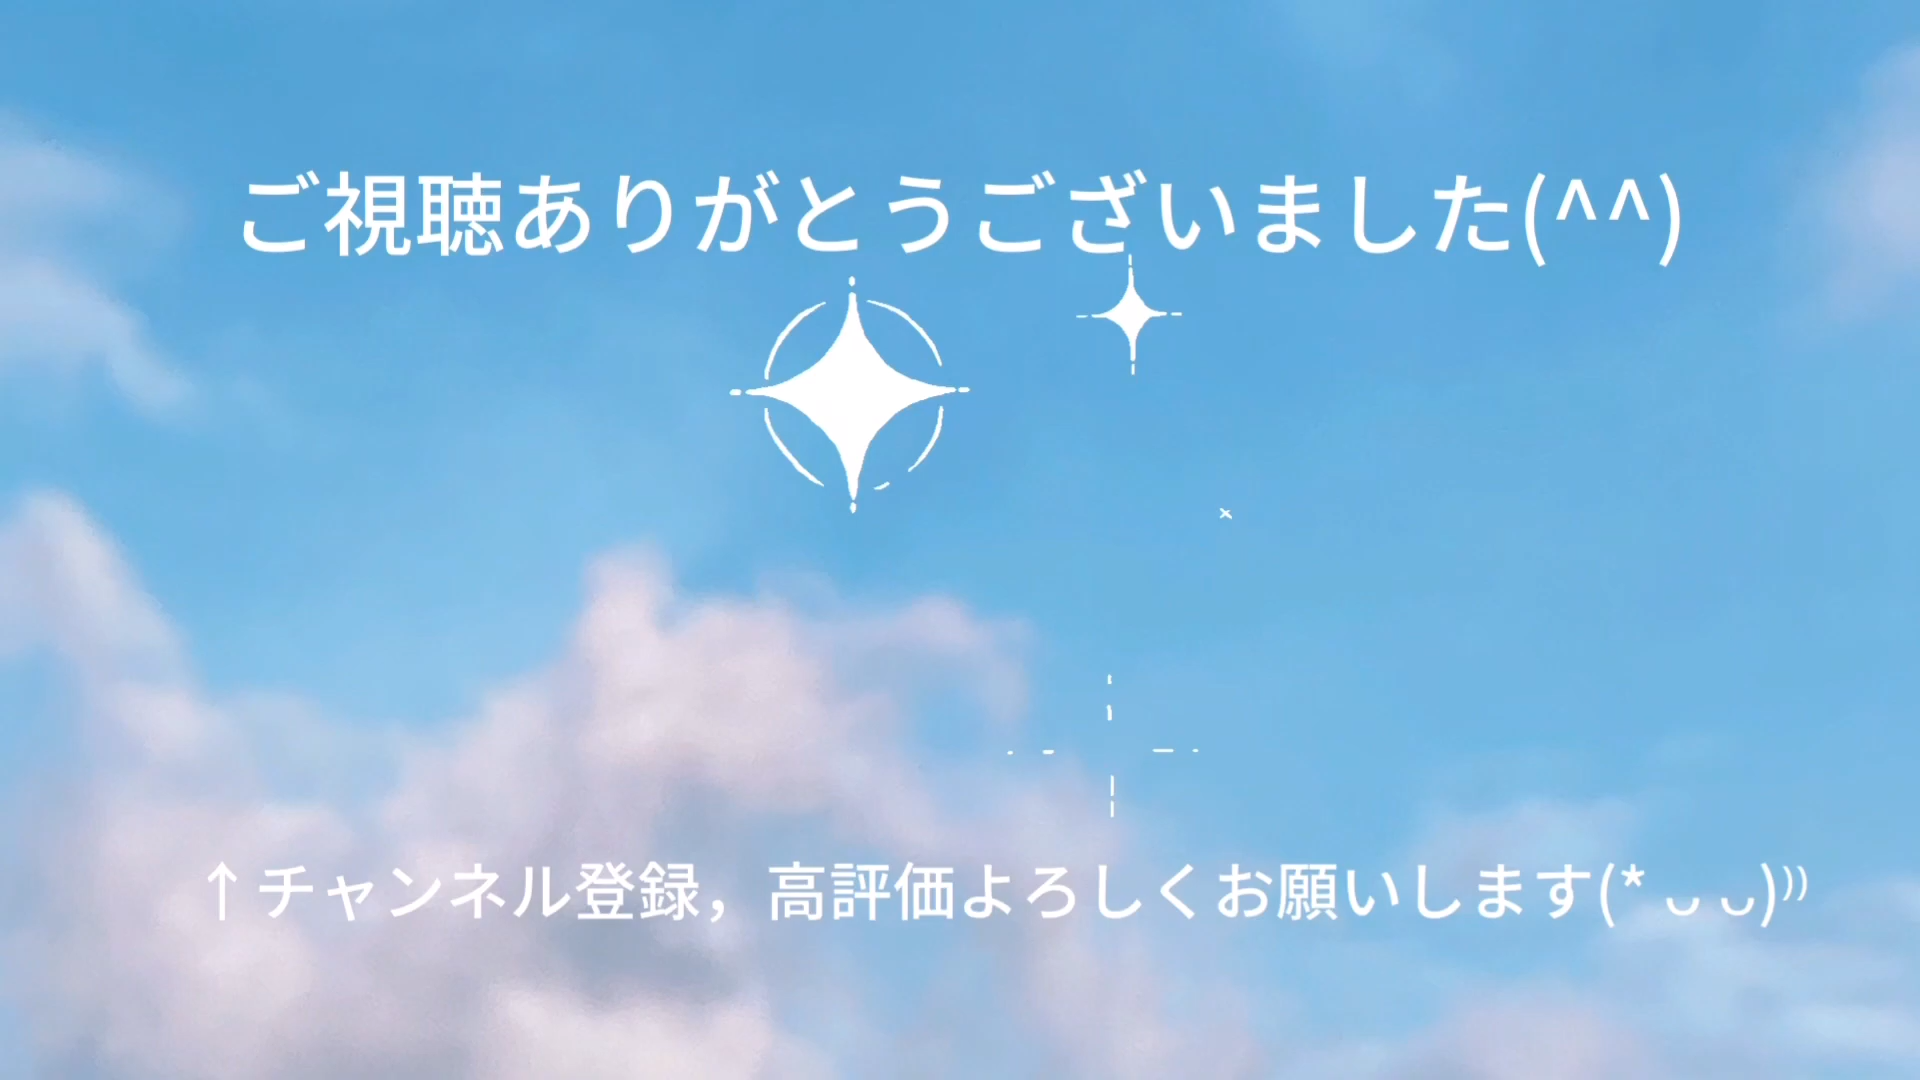 ご視聴ありがとうございました(^^)
↑チャンネル登録，高評価よろしくお願いします(* ᴗ ᴗ)⁾⁾